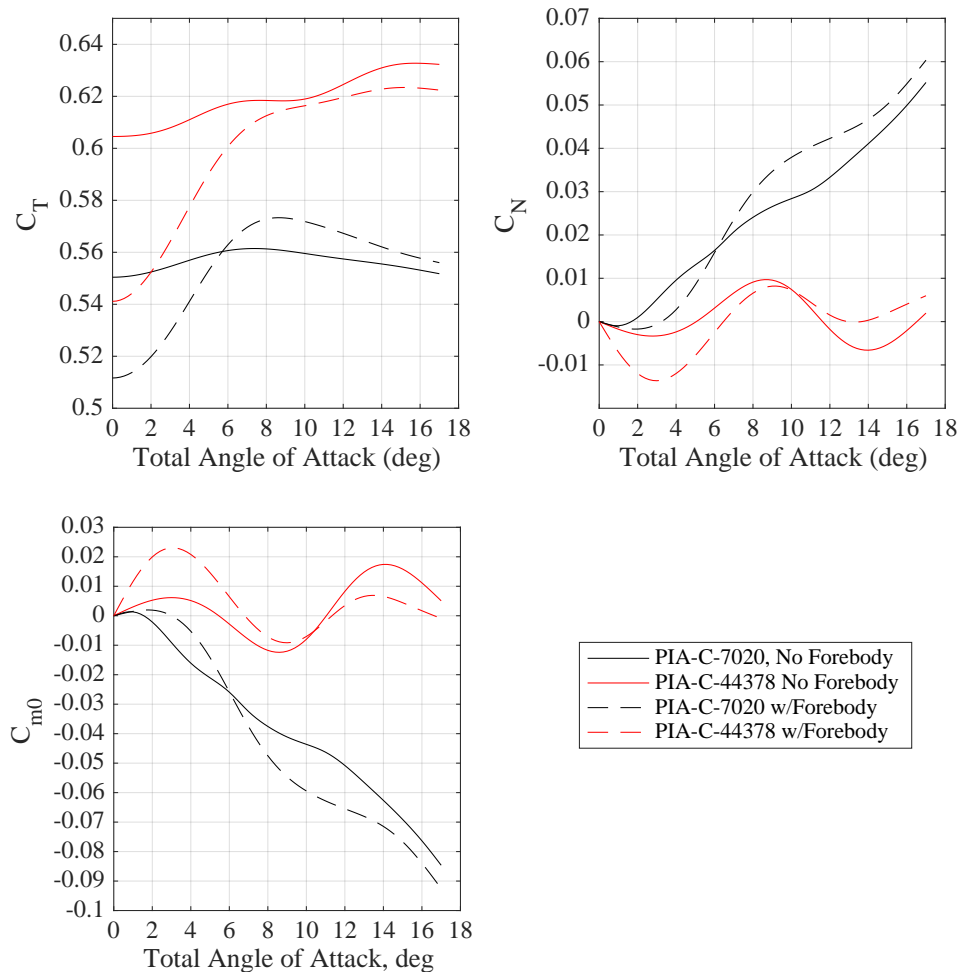 0.64
0.62
0.6
0.58
0.56
0.54
0.52
0.5
C_T
0 2 4 6 8 10 12 14 16 18
Total Angle of Attack (deg)
0.07
0.06
0.05
0.04
0.03
0.02
0.01
0
-0.01
C_N
0 2 4 6 8 10 12 14 16 18
Total Angle of Attack (deg)
0.03
0.02
0.01
0
-0.01
-0.02
-0.03
-0.04
-0.05
-0.06
-0.07
-0.08
-0.09
-0.1
C_m0
0 2 4 6 8 10 12 14 16 18
Total Angle of Attack, deg
PIA-C-7020, No Forebody
PIA-C-44378 No Forebody
PIA-C-7020 w/Forebody
PIA-C-44378 w/Forebody